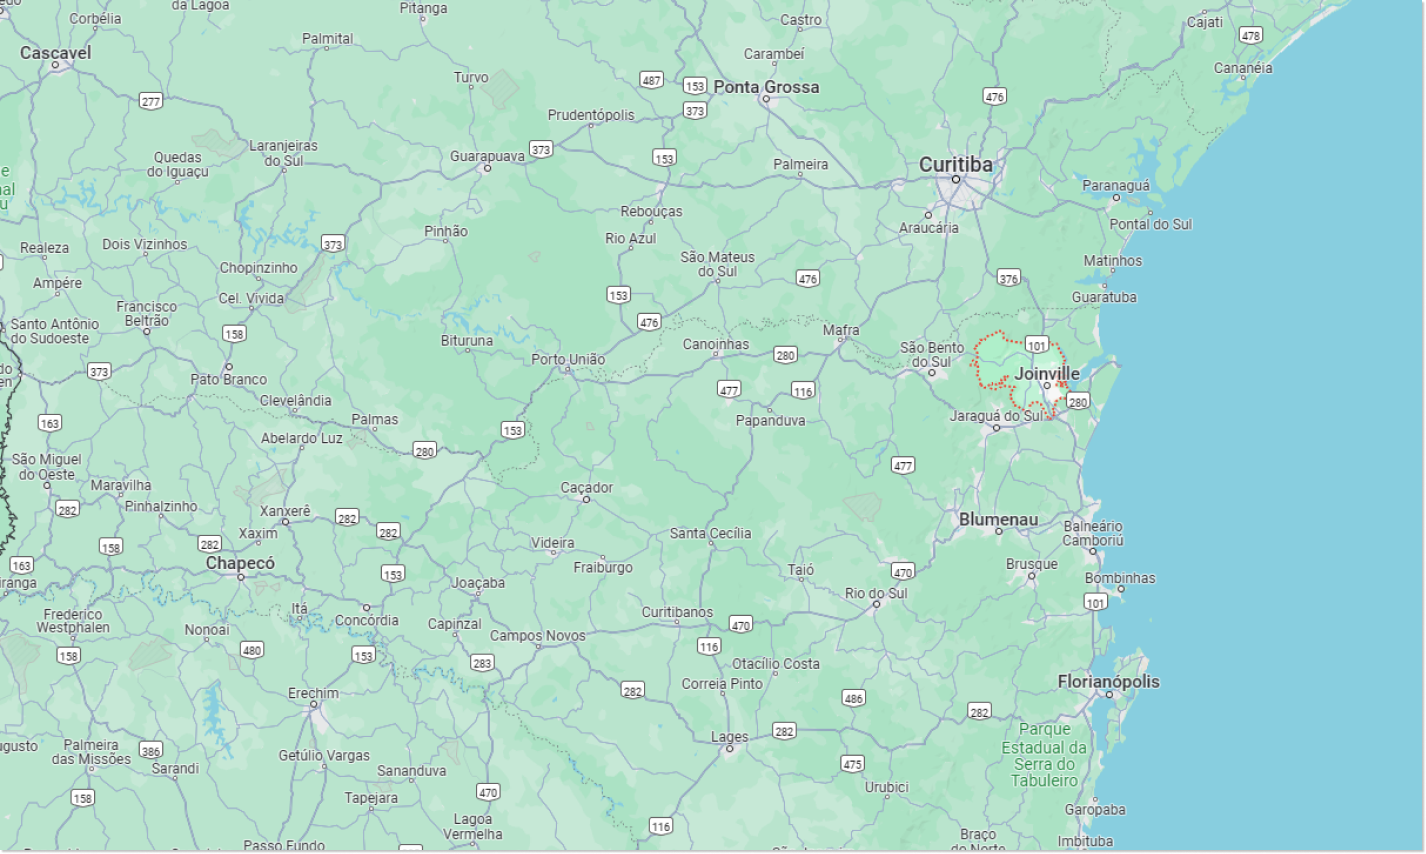 da Lagoa
Pitanga
Corbélia
Castro
Cajati
478
Palmital
Cascavel
Carambeí
Cananéia
Turvo
487
153
Ponta Grossa
277
373
476
Prudentópolis
Laranjeiras
do Sul
373
Quedas
do Iguaçu
Guarapuava
153
Palmeira
Curitiba
Paranaguá
Rebouças
Araucária
Pontal do Sul
Pinhão
Rio Azul
Realeza
Dois Vizinhos
373
São Mateus
do Sul
Matinhos
Chopinzinho
476
376
Ampére
Cel. Vivida
153
Guaratuba
Francisco
Beltrão
Santo Antônio
do Sudoeste
158
476
Mafra
Bituruna
Canoinhas
101
São Bento
do Sul
280
Porto União
373
Pato Branco
Joinville
477
116
280
Clevelândia
Jaraguá do Sul
163
Palmas
Papanduva
153
Abelardo Luz
280
São Miguel
do Oeste
477
Maravilha
Caçador
Pinhalzinho
282
Xanxerê
282
Blumenau
Balneário
Camboriú
Xaxim
282
282
158
Santa Cecília
Videira
163
Chapecó
Fraiburgo
Brusque
153
Taió
470
Bombinhas
Joaçaba
Rio do Sul
101
Itá
Concórdia
Curitibanos
Frederico
Westphalen
Capinzal
470
Nonoai
Campos Novos
480
116
158
153
283
Otacílio Costa
Florianópolis
Correia Pinto
282
Erechim
486
282
Lages
282
Parque
Estadual da
Serra do
Tabuleiro
Palmeira
das Missões
386
Getúlio Vargas
475
Sarandi
Sananduva
Urubici
158
Tapejara
470
Garopaba
Lagoa
Vermelha
116
Braço
do Norte
Passo Fundo
Imbituba